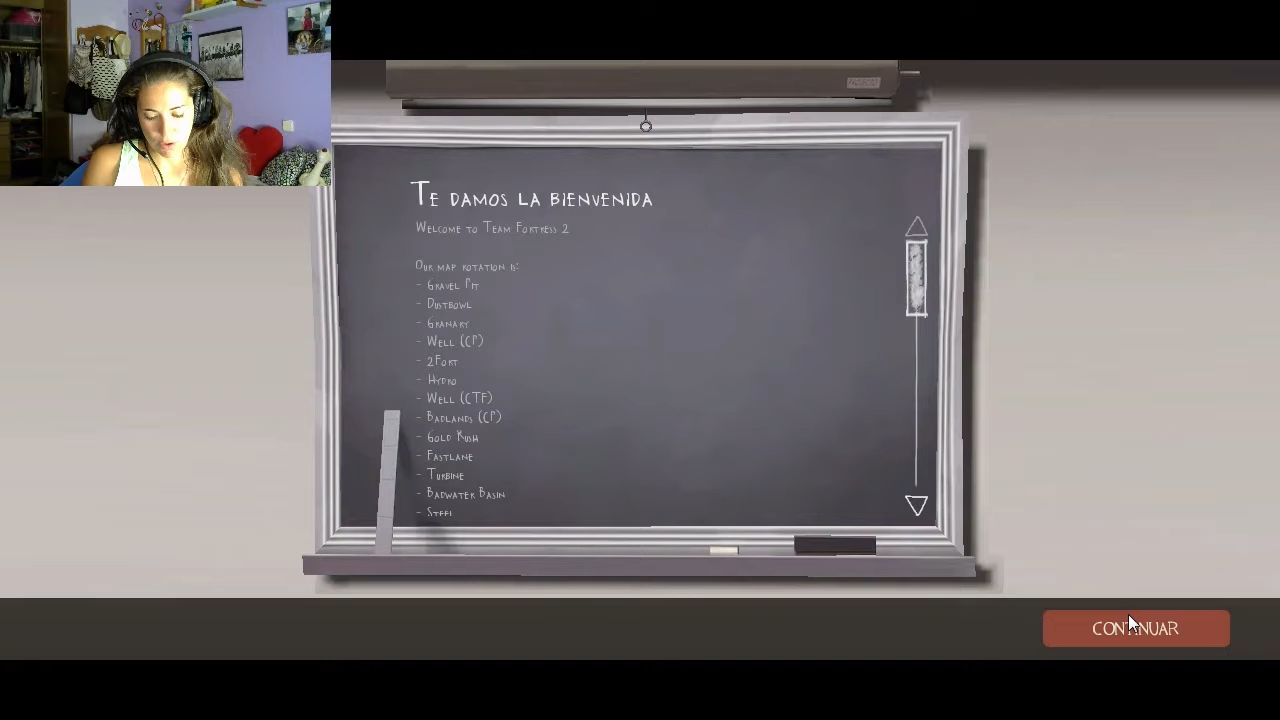 Te damos la bienvenida
Welcome to Team Fortress 2
Our map rotation is:
- Gravel Pit
- Dustbowl
- Granary
- Well (CP)
- 2Fort
- Hydro
- Well (CTF)
- Badlands (CP)
- Gold Rush
- Fastlane
- Turbine
- Badwater Basin
- Steel
CONTINUAR